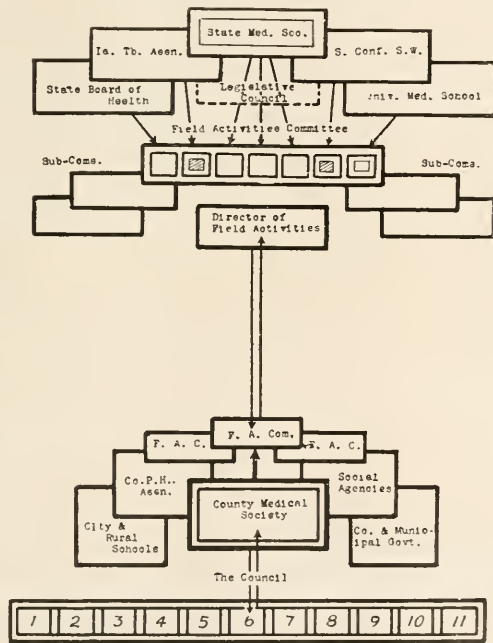 State Med. Soc.
Ia. Tb. Assn.
S. Conf. S.W.
State Board of
Health
Legislative
Council
Univ. Med. School
Field Activities Committee
Sub-Coms.
Sub-Coms.
Director of
Field Activities
F. A. Com.
F. A. C.
F. A. C.
Co.P.H..
Assn.
Social
Agencies
County Medical
Society
City &
Rural
Schools
Co. & Munic-
ipal Govt.
The Council
1 2 3 4 5 6 7 8 9 10 11